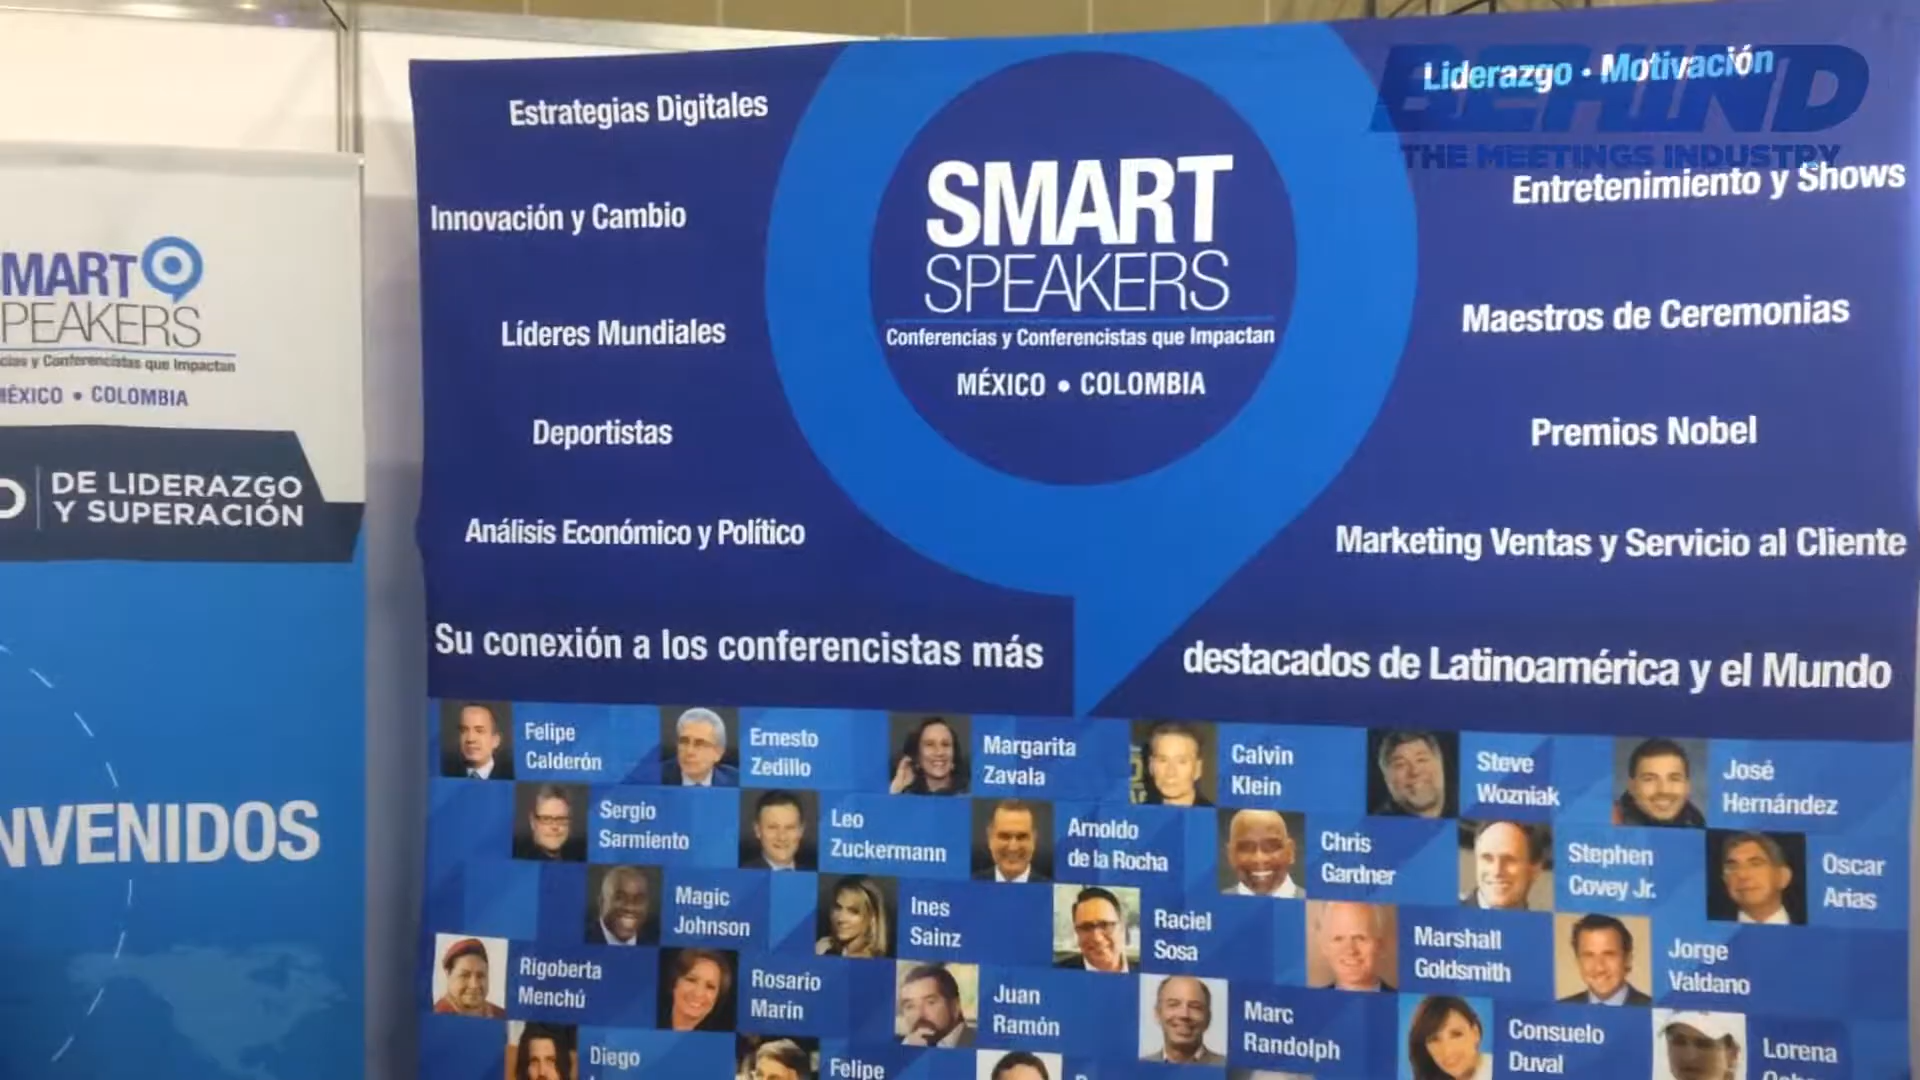 BEHIND
THE MEETINGS INDUSTRY
MART
PEAKERS
cias y Conferencistas que Impactan
MÉXICO • COLOMBIA
DE LIDERAZGO
Y SUPERACIÓN
NVENIDOS
Estrategias Digitales
Innovación y Cambio
Líderes Mundiales
Deportistas
Análisis Económico y Político
SMART
SPEAKERS
Conferencias y Conferencistas que Impactan
MÉXICO • COLOMBIA
Liderazgo • Motivación
Entretenimiento y Shows
Maestros de Ceremonias
Premios Nobel
Marketing Ventas y Servicio al Cliente
Su conexión a los conferencistas más destacados de Latinoamérica y el Mundo
Felipe
Calderón
Ernesto
Zedillo
Margarita
Zavala
Calvin
Klein
Steve
Wozniak
José
Hernández
Sergio
Sarmiento
Leo
Zuckermann
Arnoldo
de la Rocha
Chris
Gardner
Stephen
Covey Jr.
Oscar
Arias
Magic
Johnson
Ines
Sainz
Raciel
Sosa
Marshall
Goldsmith
Jorge
Valdano
Rigoberta
Menchú
Rosario
Marín
Juan
Ramón
Marc
Randolph
Consuelo
Duval
Lorena
Diego
Felipe